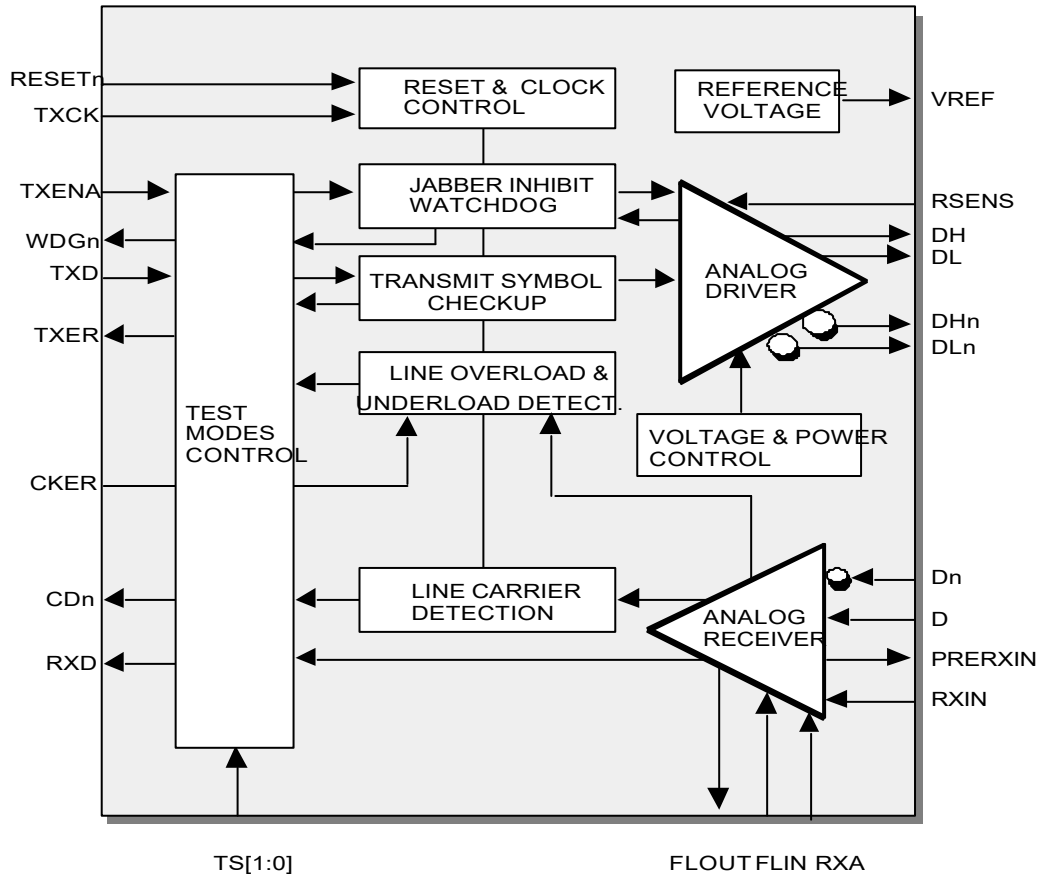 RESETn
TXCK
RESET & CLOCK
CONTROL
REFERENCE
VOLTAGE
VREF
TXENA
WDGn
TXD
TXER
JABBER INHIBIT
WATCHDOG
RSENS
DH
DL
TRANSMIT SYMBOL
CHECKUP
ANALOG
DRIVER
DHn
DLn
LINE OVERLOAD &
UNDERLOAD DETECT.
TEST
MODES
CONTROL
VOLTAGE & POWER
CONTROL
CKER
CDn
RXD
LINE CARRIER
DETECTION
ANALOG
RECEIVER
Dn
D
PRERXIN
RXIN
TS[1:0]
FLOUT FLIN RXA